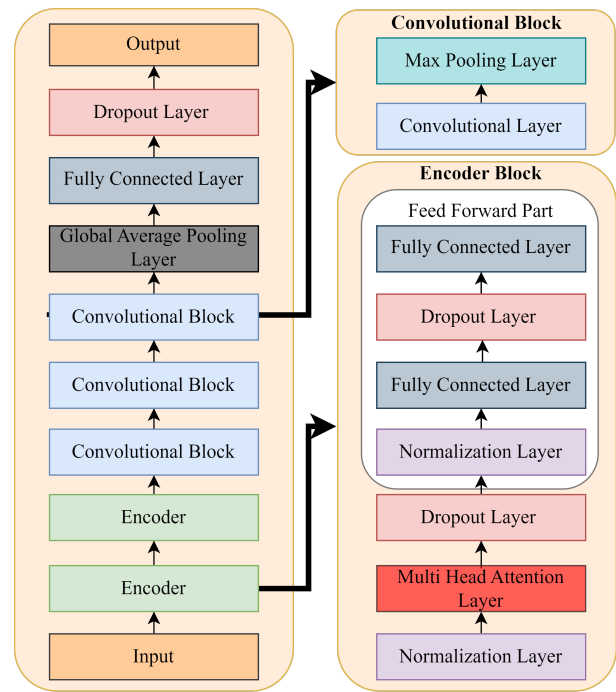 Output
Dropout Layer
Fully Connected Layer
Global Average Pooling
Layer
Convolutional Block
Convolutional Block
Convolutional Block
Encoder
Encoder
Input
Convolutional Block
Max Pooling Layer
Convolutional Layer
Encoder Block
Feed Forward Part
Fully Connected Layer
Dropout Layer
Fully Connected Layer
Normalization Layer
Dropout Layer
Multi Head Attention
Layer
Normalization Layer